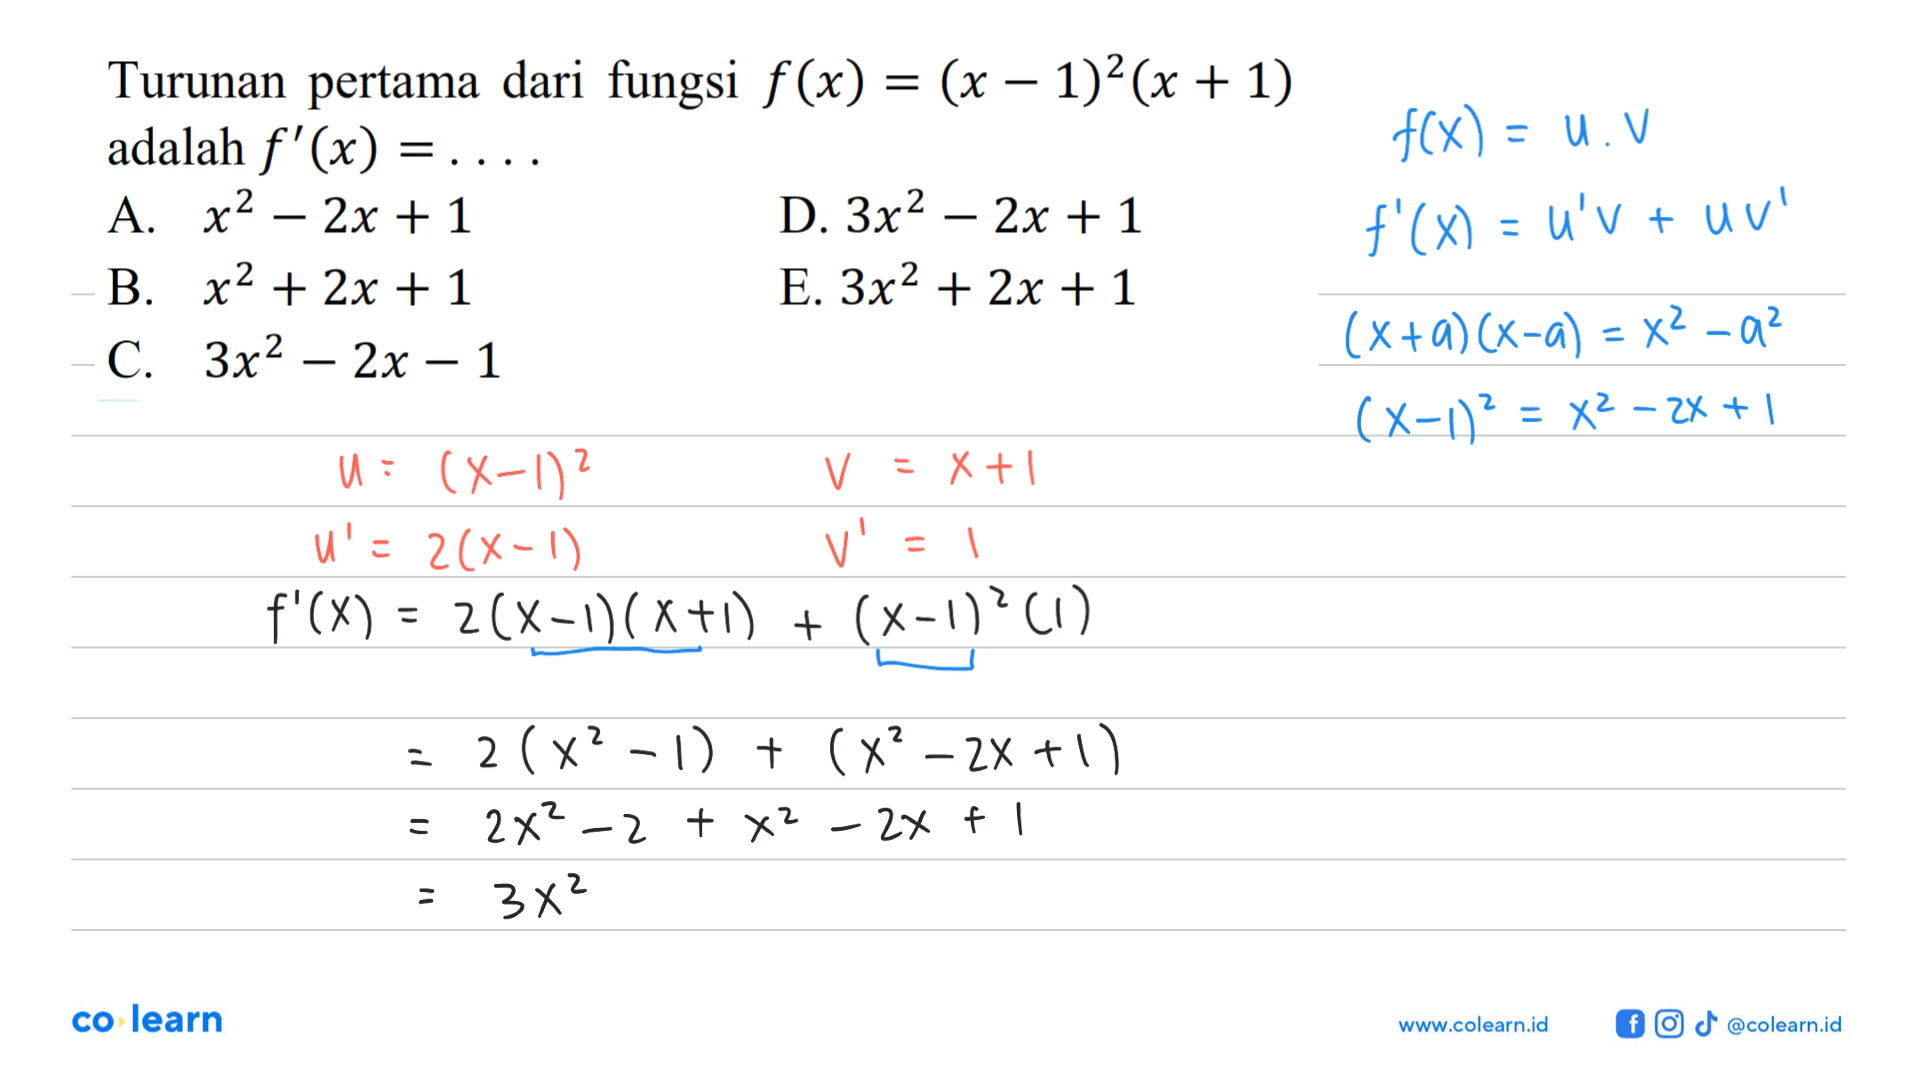 Turunan pertama dari fungsi f(x) = (x − 1)²(x + 1)
adalah f'(x) = . . . .
A. x² − 2x + 1
B. x² + 2x + 1
C. 3x² − 2x − 1
D. 3x² − 2x + 1
E. 3x² + 2x + 1
f(x) = u . v
f'(x) = u'v + uv'
(x+a)(x-a) = x² - a²
(x-1)² = x² - 2x + 1
u = (x-1)²
v = x+1
u' = 2(x-1)
v' = 1
f'(x) = 2(x-1)(x+1) + (x-1)²(1)
= 2(x² - 1) + (x² - 2x + 1)
= 2x² - 2 + x² - 2x + 1
= 3x²
co learn
www.colearn.id
@colearn.id